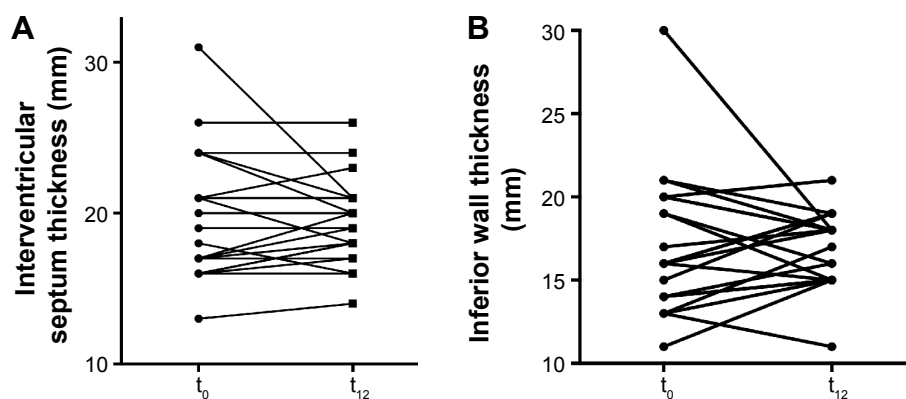 A
Interventricular
septum thickness (mm)
30
20
10
t₀
t₁₂
B
Inferior wall thickness
(mm)
30
25
20
15
10
t₀
t₁₂